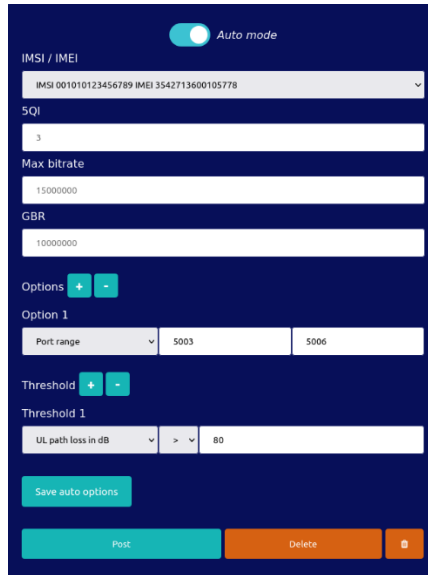 Auto mode
IMSI / IMEI
IMSI 001010123456789 IMEI 3542713600105778
5QI
3
Max bitrate
15000000
GBR
10000000
Options + -
Option 1
Port range 5003 5006
Threshold + -
Threshold 1
UL path loss in dB > 80
Save auto options
Post Delete